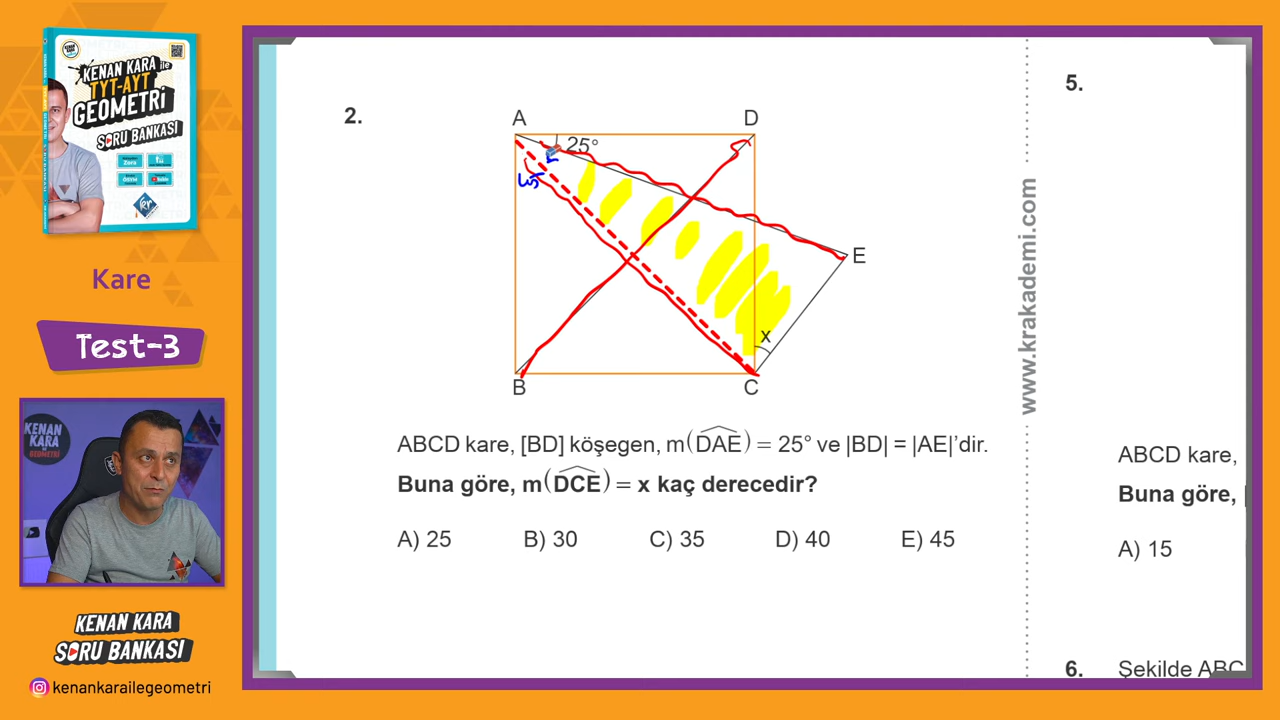 KENAN KARA ile
TYT-AYT
GEOMETRİ
SORU BANKASI
Kare
Test-3
KENAN
KARA
KENAN KARA
SORU BANKASI
kenankarailegeometri
2.
A
D
25°
E
x
B
C
ABCD kare, [BD] köşegen, m(DAE) = 25° ve |BD| = |AE|’dir.
Buna göre, m(DCE) = x kaç derecedir?
A) 25 B) 30 C) 35 D) 40 E) 45
www.krakademi.com
5.
ABCD kare,
Buna göre, |
A) 15
6. Şekilde ABC